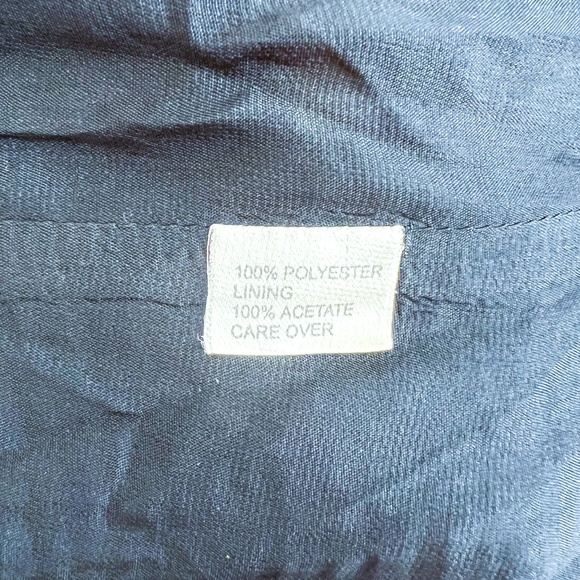 100% POLYESTER
LINING
100% ACETATE
CARE OVER